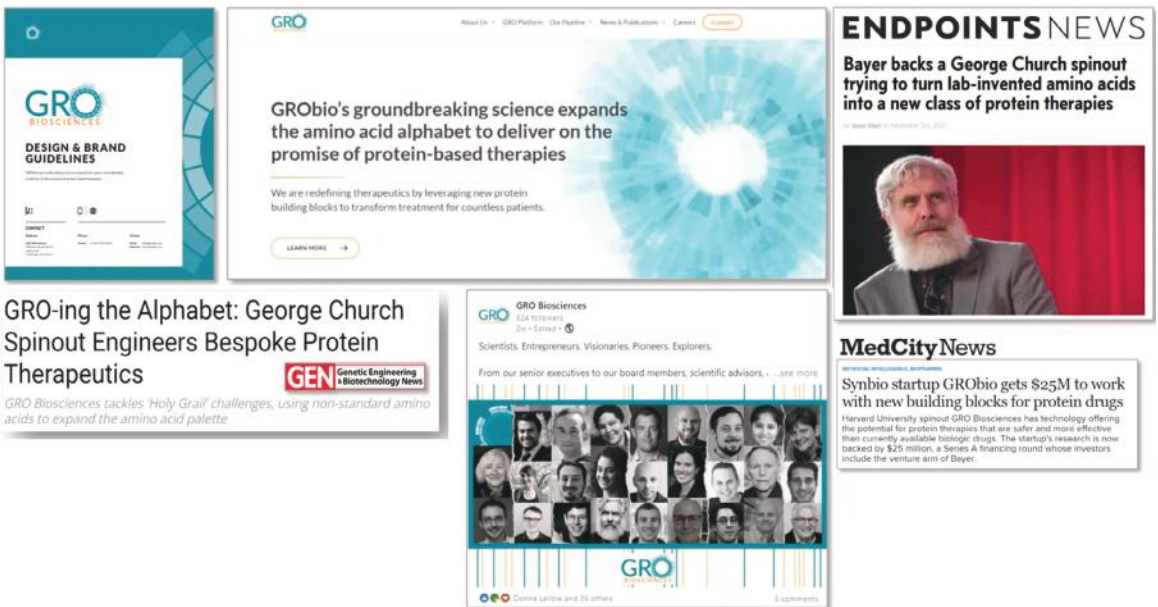 GRO
BIOSCIENCES
DESIGN & BRAND
GUIDELINES
CONTACT
GRO
About Us
GRO Platform
Our Pipeline
News & Publications
Careers
Contact
GRObio's groundbreaking science expands
the amino acid alphabet to deliver on the
promise of protein-based therapies
We are redefining therapeutics by leveraging new protein
building blocks to transform treatment for countless patients.
LEARN MORE →
ENDPOINTS NEWS
Bayer backs a George Church spinout
trying to turn lab-invented amino acids
into a new class of protein therapies
GRO-ing the Alphabet: George Church
Spinout Engineers Bespoke Protein
Therapeutics
GEN Genetic Engineering
& Biotechnology News
GRO Biosciences tackles 'Holy Grail' challenges, using non-standard amino
acids to expand the amino acid palette
GRO
GRO Biosciences
624 followers
2w • Edited •
Scientists. Entrepreneurs. Visionaries. Pioneers. Explorers.
From our senior executives to our board members, scientific advisors, ...see more
GRO
BIOSCIENCES
Donna LaVoie and 36 others
MedCity News
ARTIFICIAL INTELLIGENCE, BIOPHARMA
Synbio startup GRObio gets $25M to work
with new building blocks for protein drugs
Harvard University spinout GRO Biosciences has technology offering
the potential for protein therapies that are safer and more effective
than currently available biologic drugs. The startup's research is now
backed by $25 million, a Series A financing round whose investors
include the venture arm of Bayer.